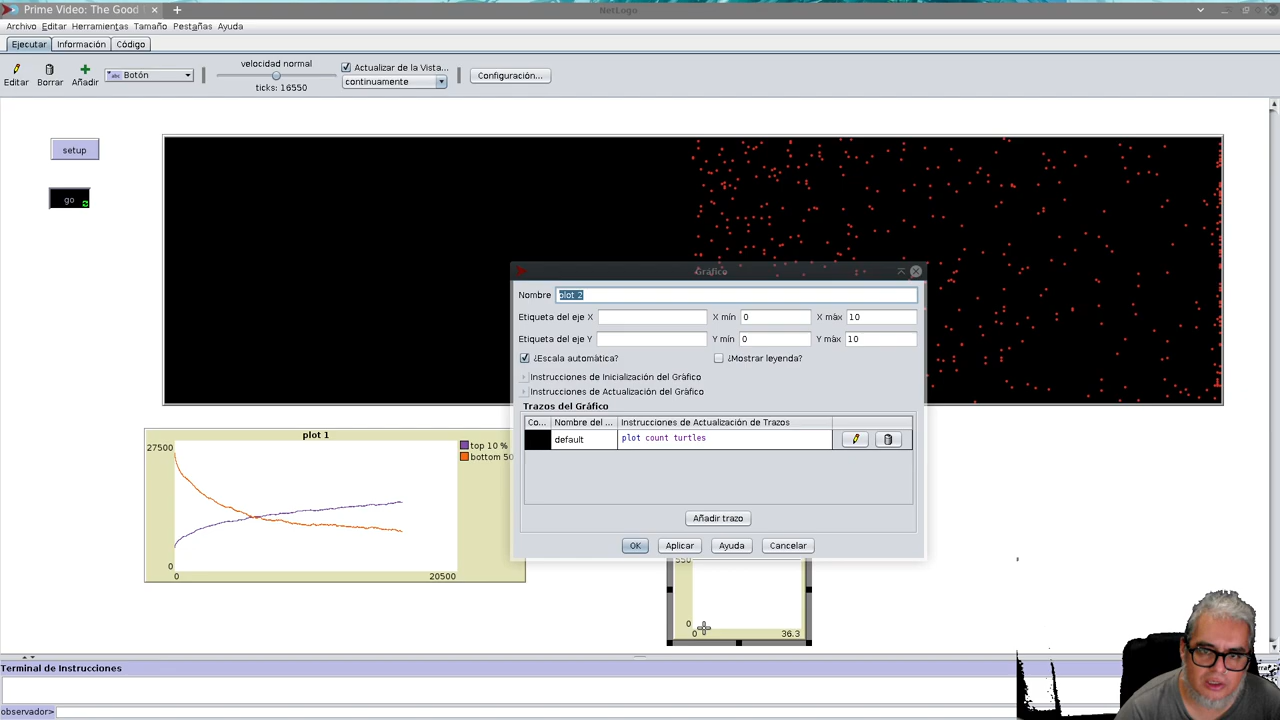 Prime Video: The Good
NetLogo
Archivo Editar Herramientas Tamaño Pestañas Ayuda
Ejecutar Información Código
Editar Borrar Añadir
abc Botón
velocidad normal
ticks: 16550
Actualizar de la Vista...
continuamente
Configuración...
setup
go
Gráfico
Nombre plot 2
Etiqueta del eje X X mín 0 X máx 10
Etiqueta del eje Y Y mín 0 Y máx 10
¿Escala automática? ¿Mostrar leyenda?
Instrucciones de Inicialización del Gráfico
Instrucciones de Actualización del Gráfico
Trazos del Gráfico
Co... Nombre del ... Instrucciones de Actualización de Trazos
default plot count turtles
Añadir trazo
OK Aplicar Ayuda Cancelar
plot 1
27500
0
0 20500
top 10 %
bottom 50
550
0
0 36.3
Terminal de Instrucciones
observador>